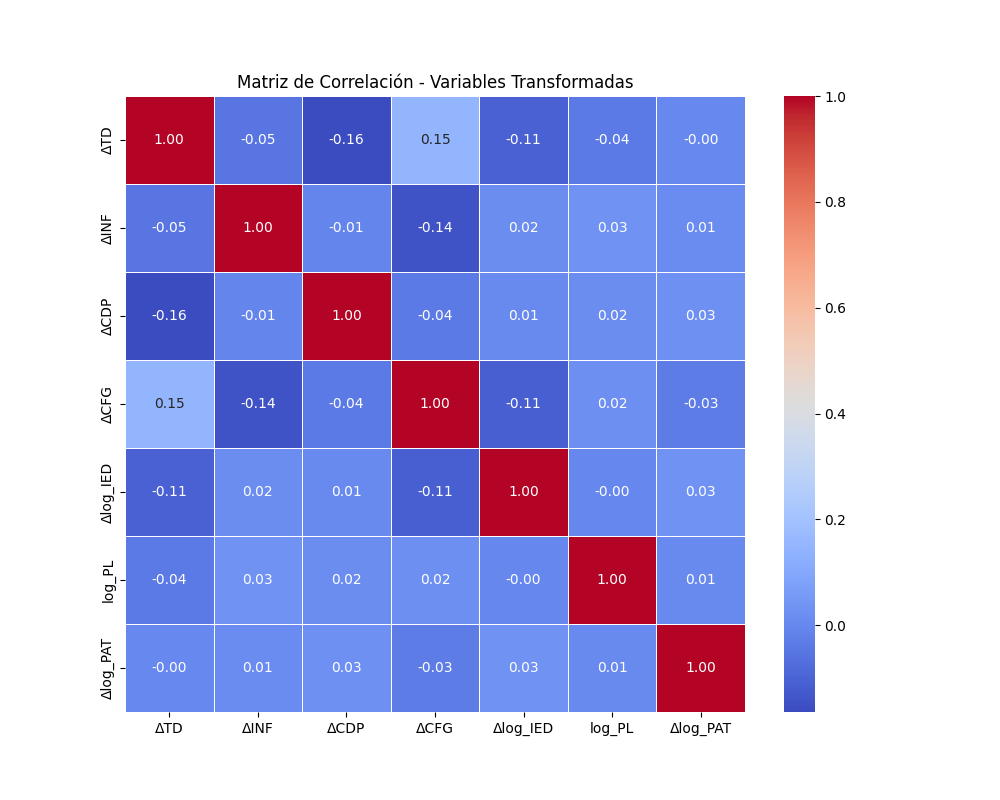 Matriz de Correlación - Variables Transformadas
ΔTD 1.00 -0.05 -0.16 0.15 -0.11 -0.04 -0.00
ΔINF -0.05 1.00 -0.01 -0.14 0.02 0.03 0.01
ΔCDP -0.16 -0.01 1.00 -0.04 0.01 0.02 0.03
ΔCFG 0.15 -0.14 -0.04 1.00 -0.11 0.02 -0.03
Δlog_IED -0.11 0.02 0.01 -0.11 1.00 -0.00 0.03
log_PL -0.04 0.03 0.02 0.02 -0.00 1.00 0.01
Δlog_PAT -0.00 0.01 0.03 -0.03 0.03 0.01 1.00
ΔTD ΔINF ΔCDP ΔCFG Δlog_IED log_PL Δlog_PAT
1.0
0.8
0.6
0.4
0.2
0.0